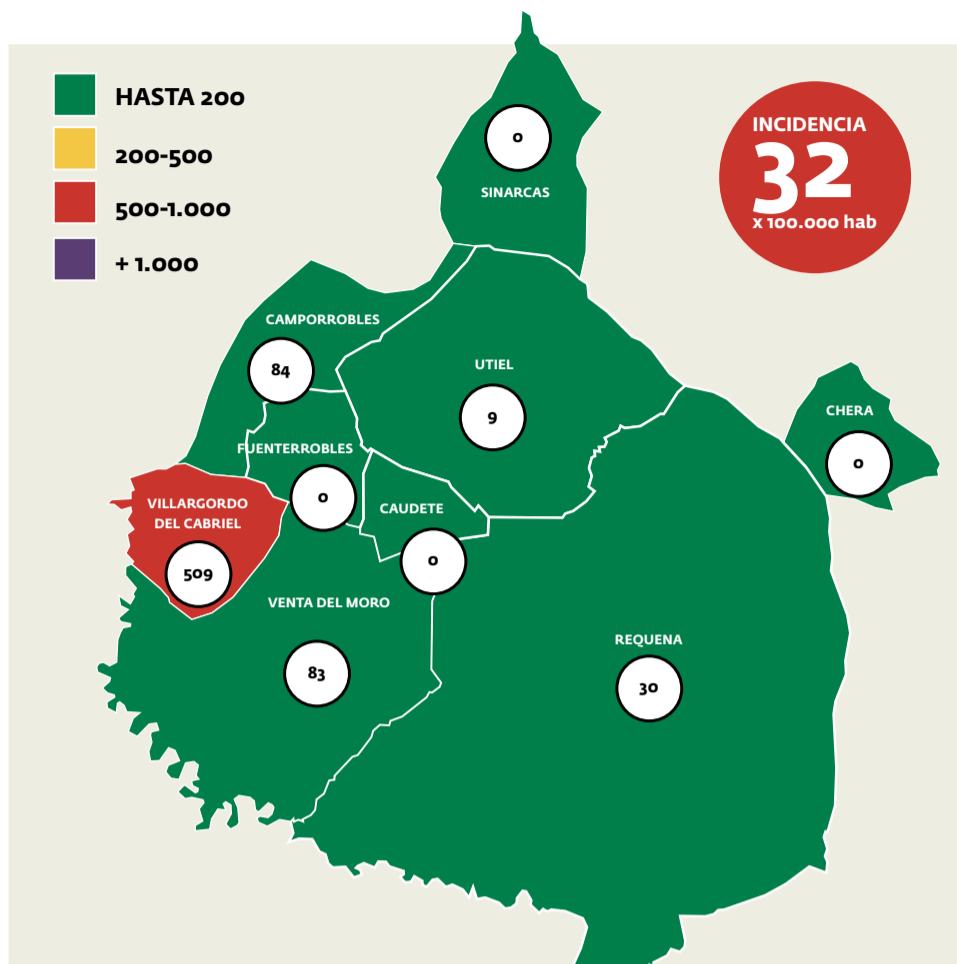 HASTA 200
200-500
500-1.000
+ 1.000
INCIDENCIA
32
x 100.000 hab
0
SINARCAS
CAMPORROBLES
84
UTIEL
9
CHERA
0
FUENTERROBLES
0
CAUDETE
0
VILLARGORDO
DEL CABRIEL
509
VENTA DEL MORO
83
REQUENA
30